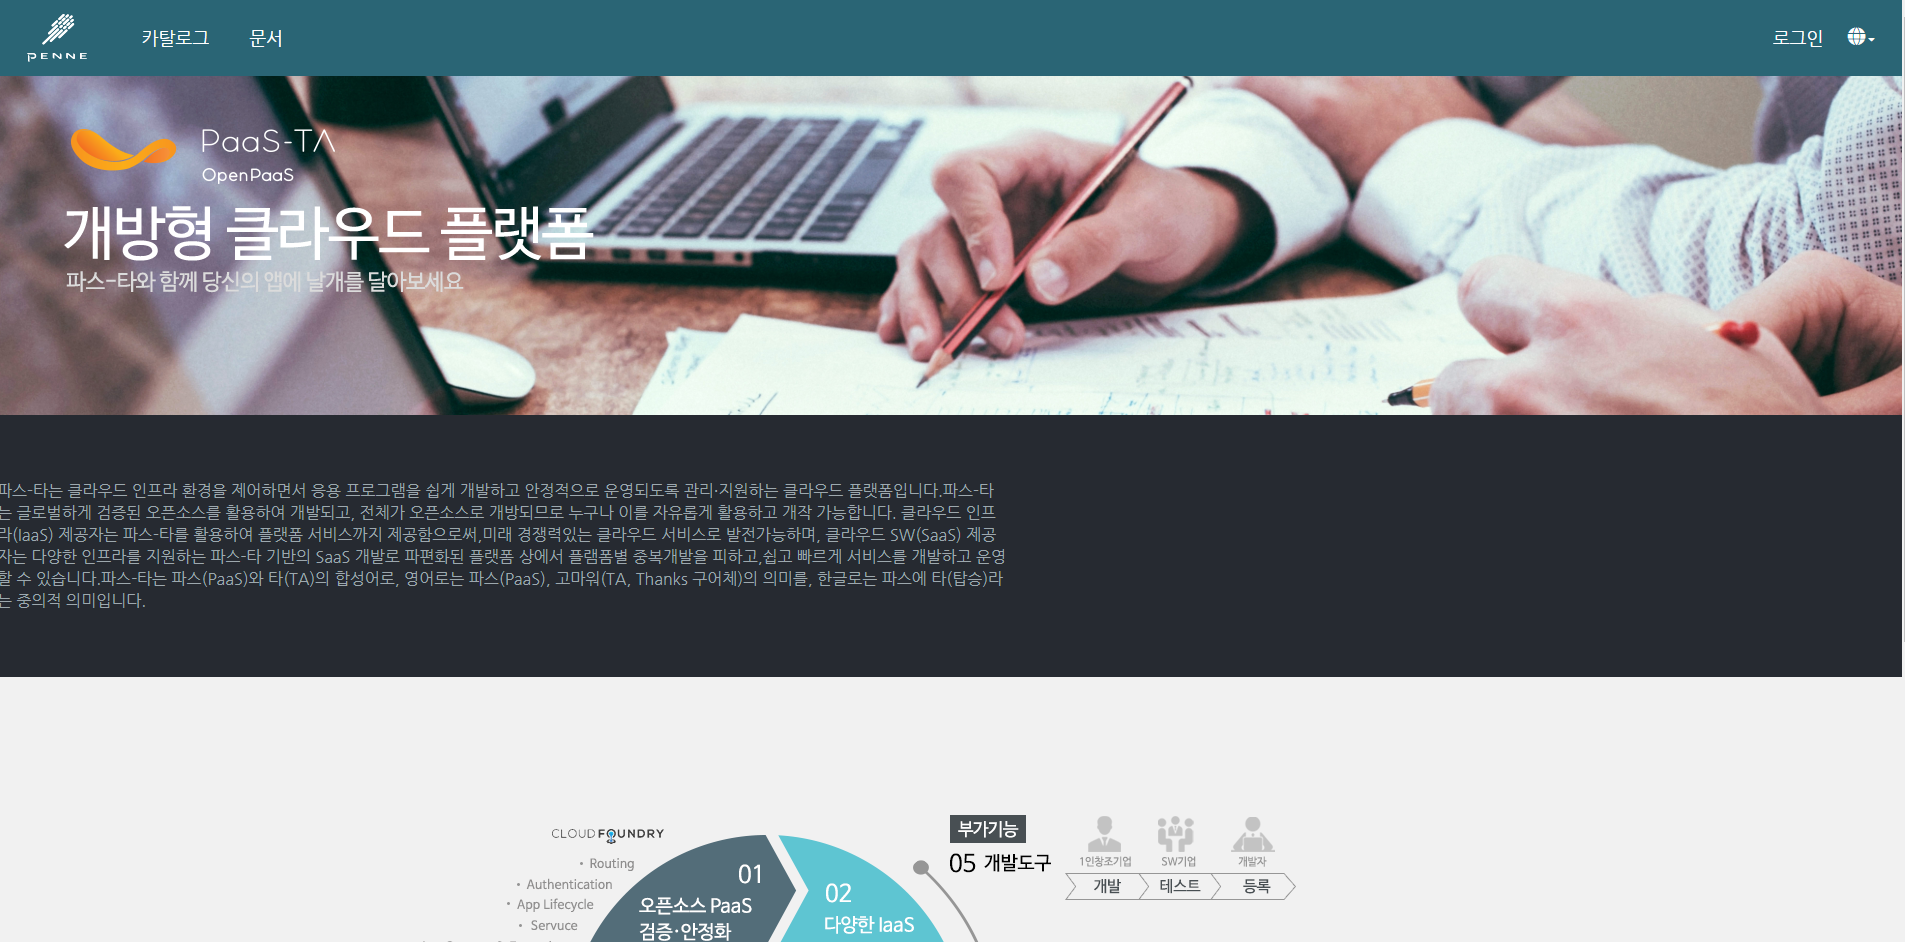 PENNE
카탈로그
문서
로그인
PaaS-TA
OpenPaaS
개방형 클라우드 플랫폼
파스-타와 함께 당신의 앱에 날개를 달아보세요
파스-타는 클라우드 인프라 환경을 제어하면서 응용 프로그램을 쉽게 개발하고 안정적으로 운영되도록 관리·지원하는 클라우드 플랫폼입니다.파스-타
는 글로벌하게 검증된 오픈소스를 활용하여 개발되고, 전체가 오픈소스로 개방되므로 누구나 이를 자유롭게 활용하고 개작 가능합니다. 클라우드 인프
라(IaaS) 제공자는 파스-타를 활용하여 플랫폼 서비스까지 제공함으로써,미래 경쟁력있는 클라우드 서비스로 발전가능하며, 클라우드 SW(SaaS) 제공
자는 다양한 인프라를 지원하는 파스-타 기반의 SaaS 개발로 파편화된 플랫폼 상에서 플램폼별 중복개발을 피하고,쉽고 빠르게 서비스를 개발하고 운영
할 수 있습니다.파스-타는 파스(PaaS)와 타(TA)의 합성어로, 영어로는 파스(PaaS), 고마워(TA, Thanks 구어체)의 의미를, 한글로는 파스에 타(탑승)라
는 중의적 의미입니다.
CLOUD FOUNDRY
· Routing
· Authentication
· App Lifecycle
· Servuce
01
오픈소스 PaaS
검증·안정화
02
다양한 IaaS
부가기능
05 개발도구
1인창조기업
SW기업
개발자
개발
테스트
등록